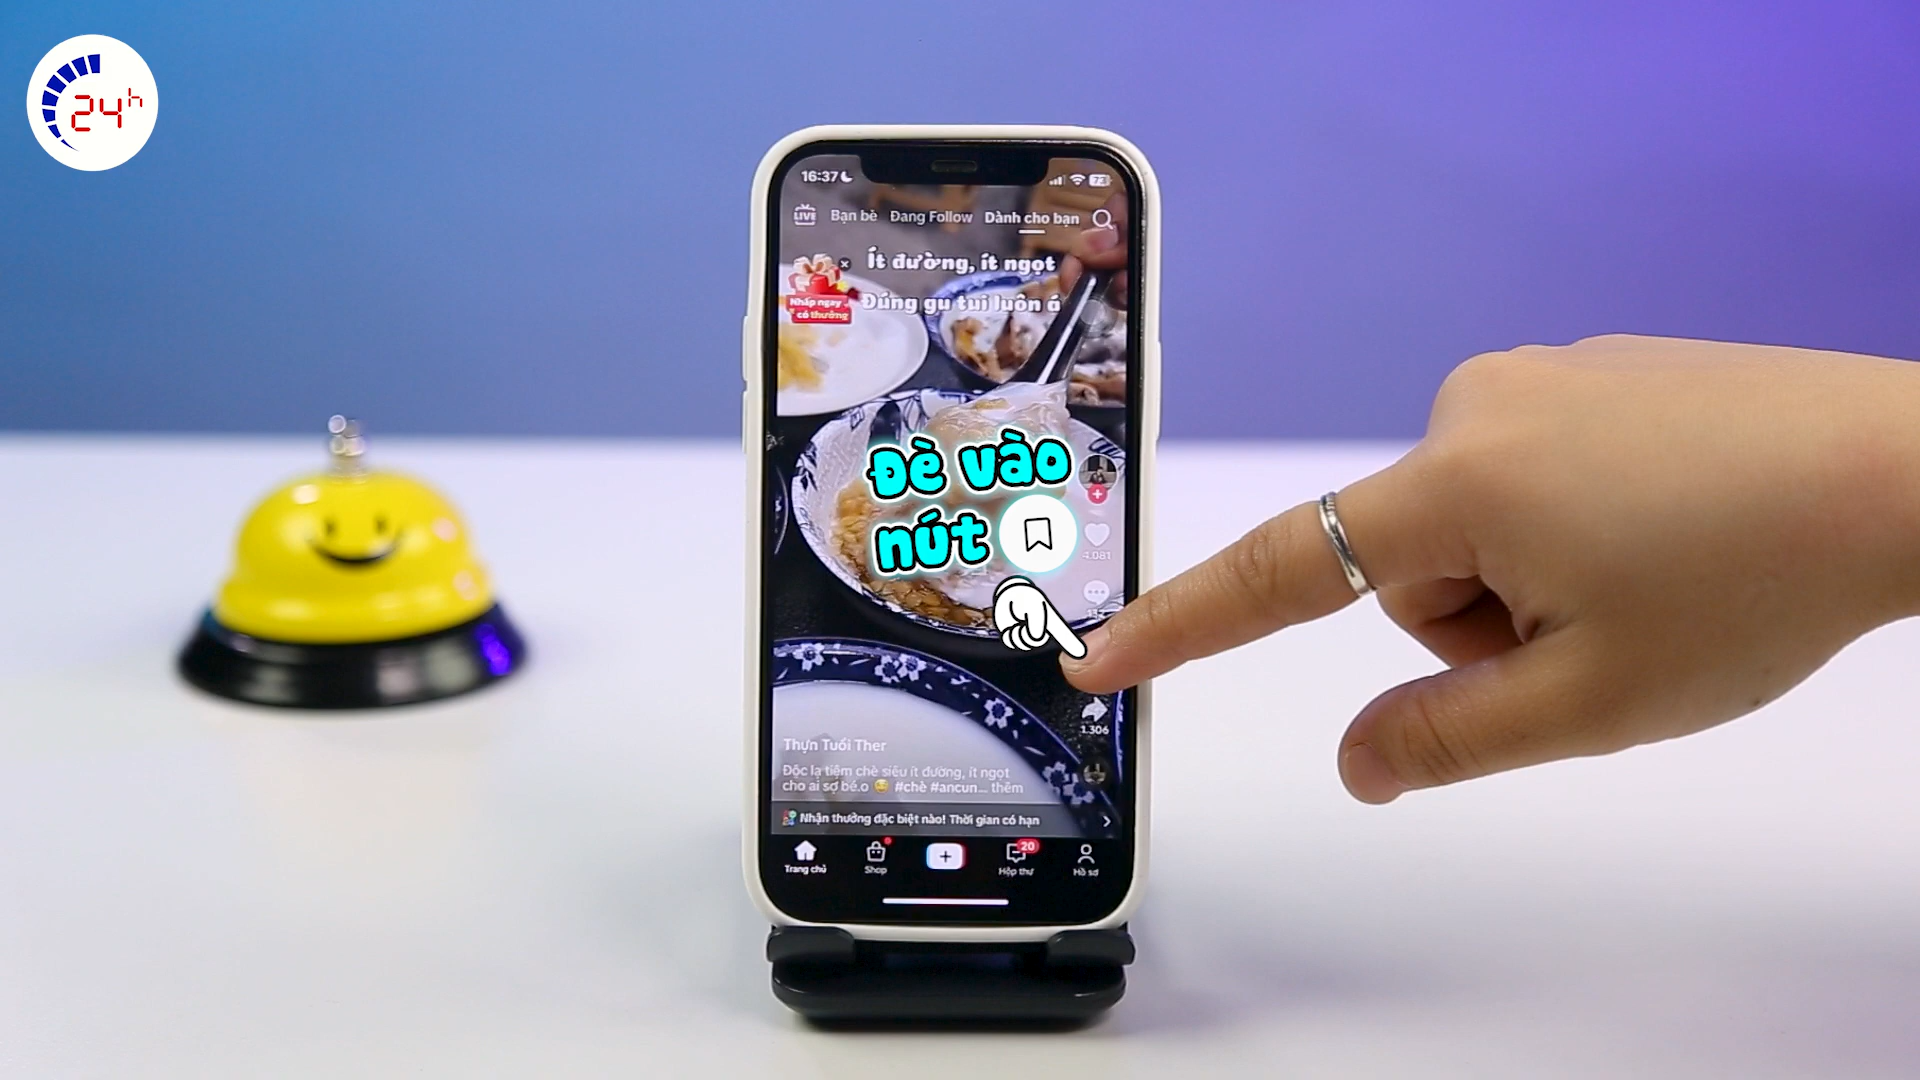 24h
16:37
73
LIVE Bạn bè Đang Follow Dành cho bạn
Ít đường, ít ngọt
Đúng gu tui luôn á
Nhấp ngay
có thưởng
Đè vào
nút
4.081
1.306
Thựn Tuổi Ther
Độc lạ tiệm chè siêu ít đường, ít ngọt
cho ai sợ bé.o 😆 #chè #ancun... thêm
Nhận thưởng đặc biệt nào! Thời gian có hạn
20
Trang chủ Shop Hộp thư Hồ sơ